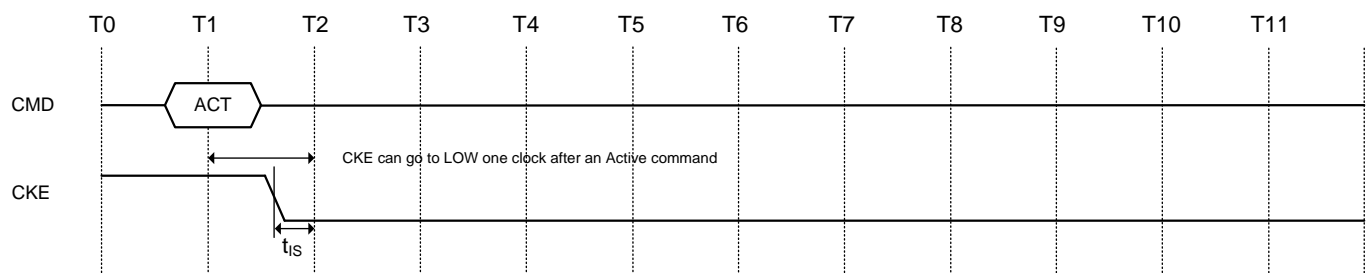 T0 T1 T2 T3 T4 T5 T6 T7 T8 T9 T10 T11
CMD ACT
CKE can go to LOW one clock after an Active command
CKE
tIS